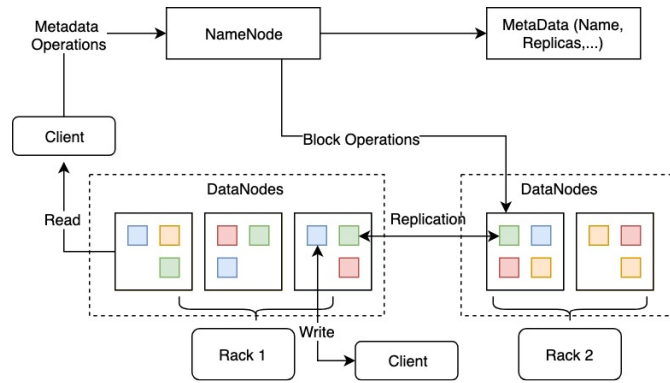 Metadata
Operations
NameNode
MetaData (Name,
Replicas,...)
Client
Block Operations
DataNodes
DataNodes
Read
Replication
Write
Rack 1
Client
Rack 2